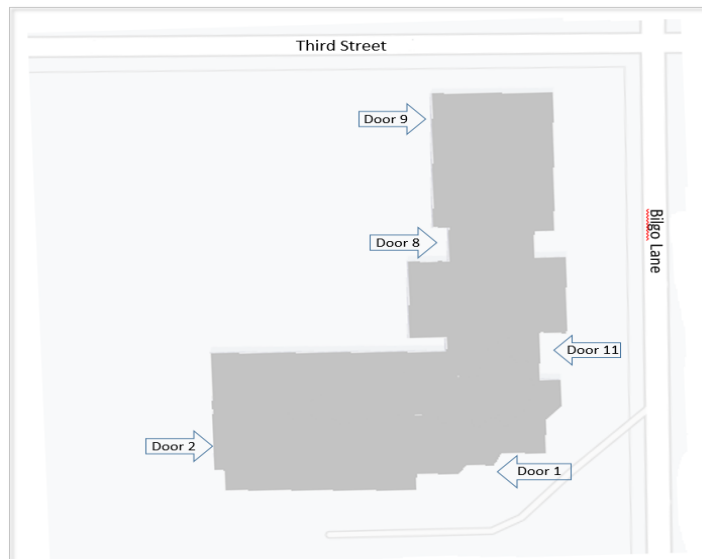 Third Street
Door 9
Bilgo Lane
Door 8
Door 11
Door 2
Door 1